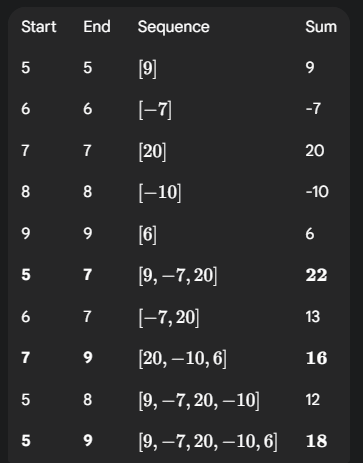 Start End Sequence Sum
5 5 [9] 9
6 6 [−7] -7
7 7 [20] 20
8 8 [−10] -10
9 9 [6] 6
5 7 [9, −7, 20] 22
6 7 [−7, 20] 13
7 9 [20, −10, 6] 16
5 8 [9, −7, 20, −10] 12
5 9 [9, −7, 20, −10, 6] 18